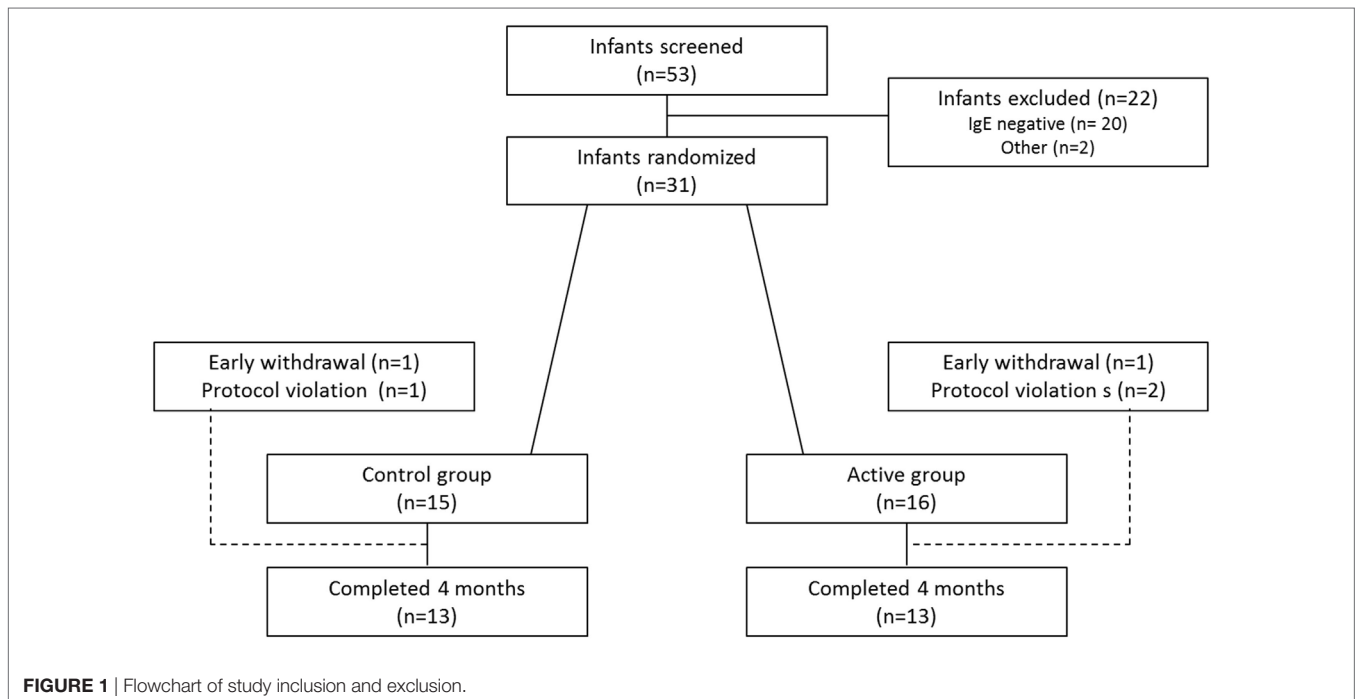 Infants screened
(n=53)
Infants excluded (n=22)
IgE negative (n= 20)
Other (n=2)
Infants randomized
(n=31)
Early withdrawal (n=1)
Protocol violation (n=1)
Early withdrawal (n=1)
Protocol violation s (n=2)
Control group
(n=15)
Active group
(n=16)
Completed 4 months
(n=13)
Completed 4 months
(n=13)
FIGURE 1 | Flowchart of study inclusion and exclusion.